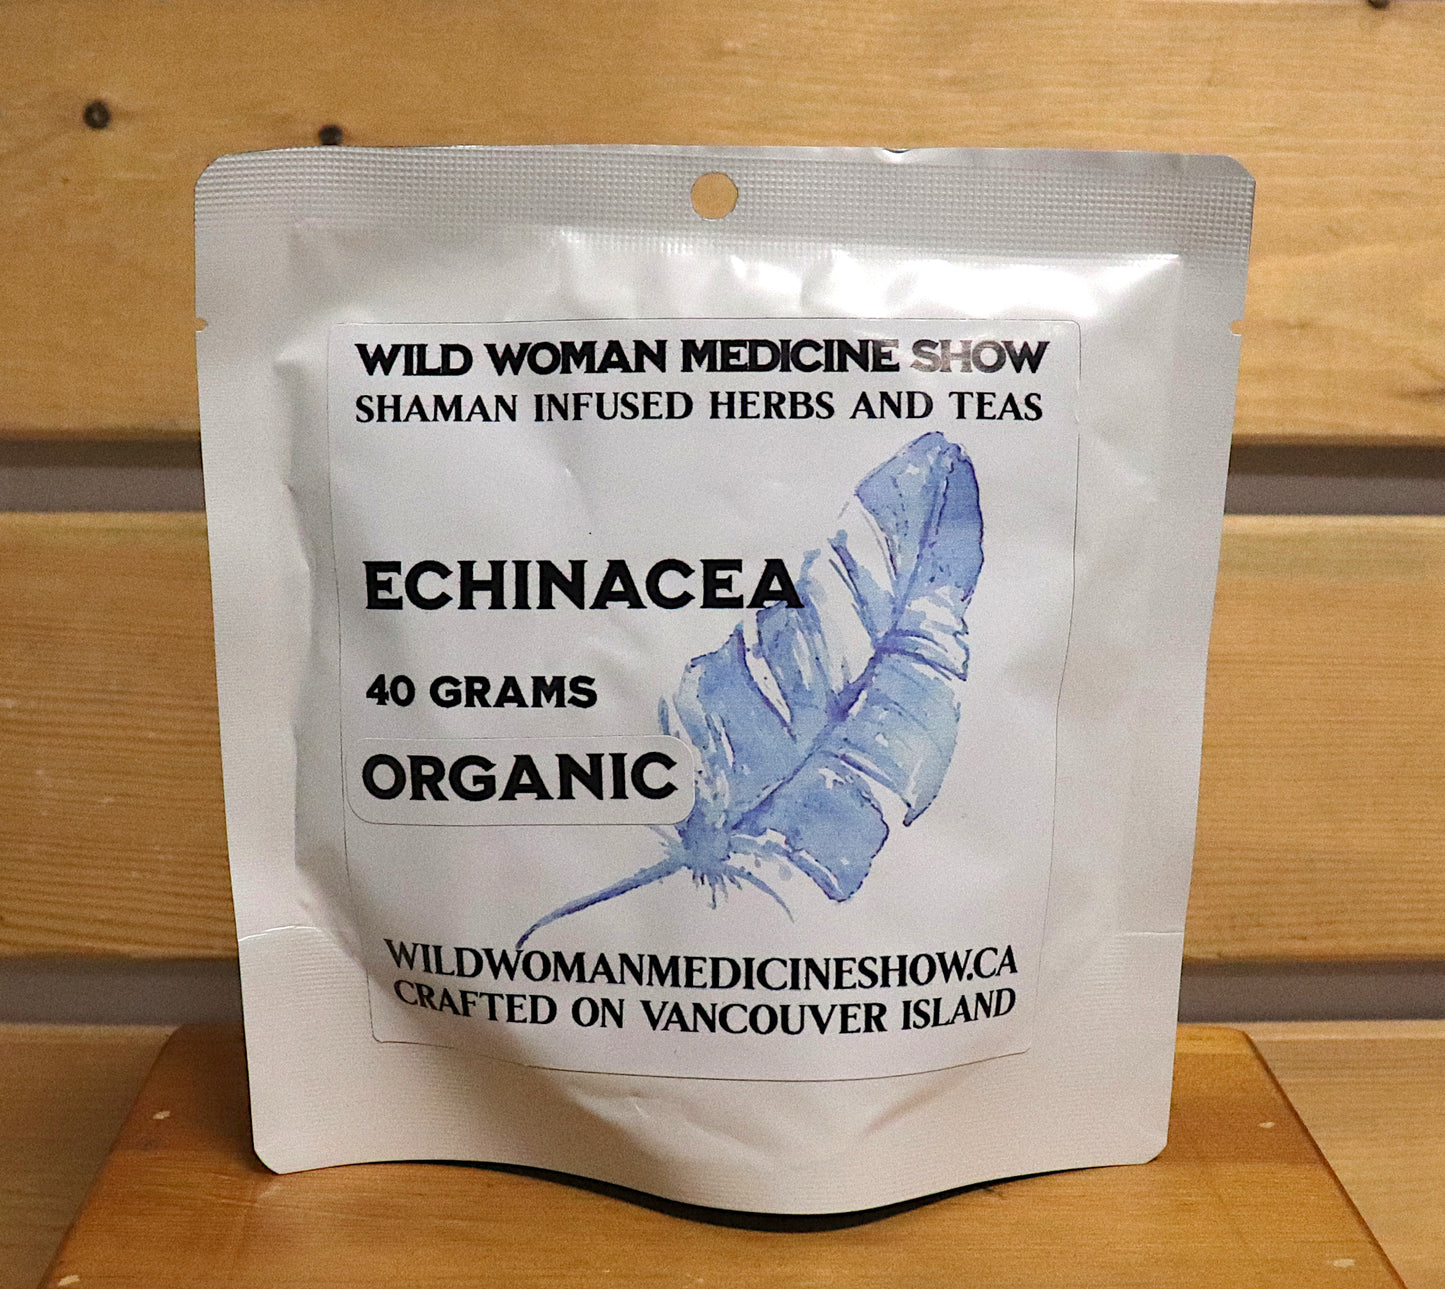 WILD WOMAN MEDICINE SHOW
SHAMAN INFUSED HERBS AND TEAS
ECHINACEA
40 GRAMS
ORGANIC
WILDWOMANMEDICINESHOW.CA
CRAFTED ON VANCOUVER ISLAND